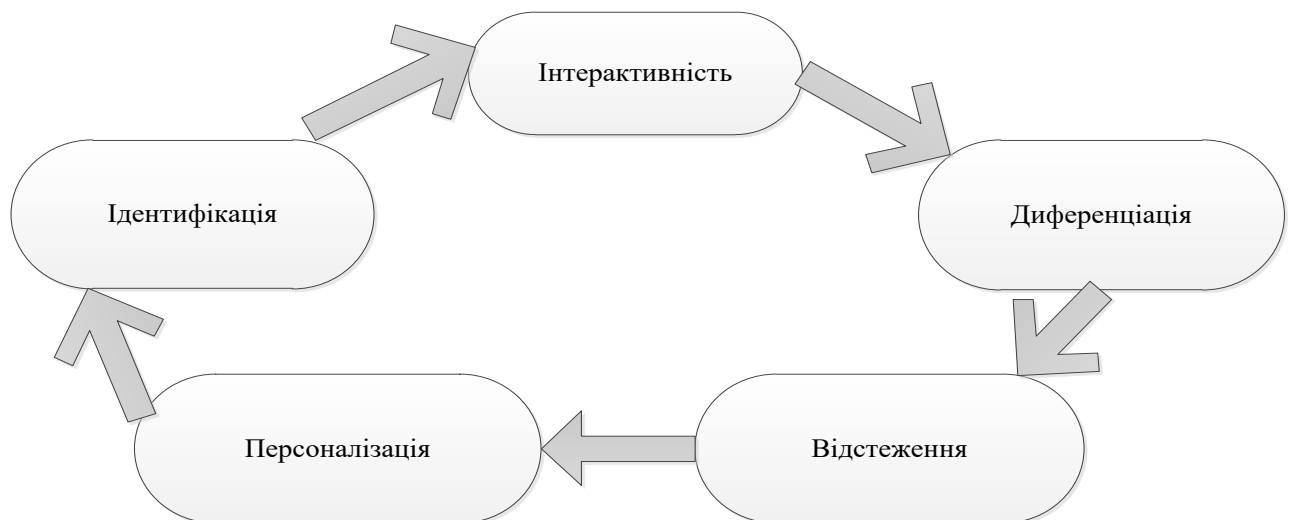 Інтерактивність
Ідентифікація
Диференціація
Персоналізація
Відстеження